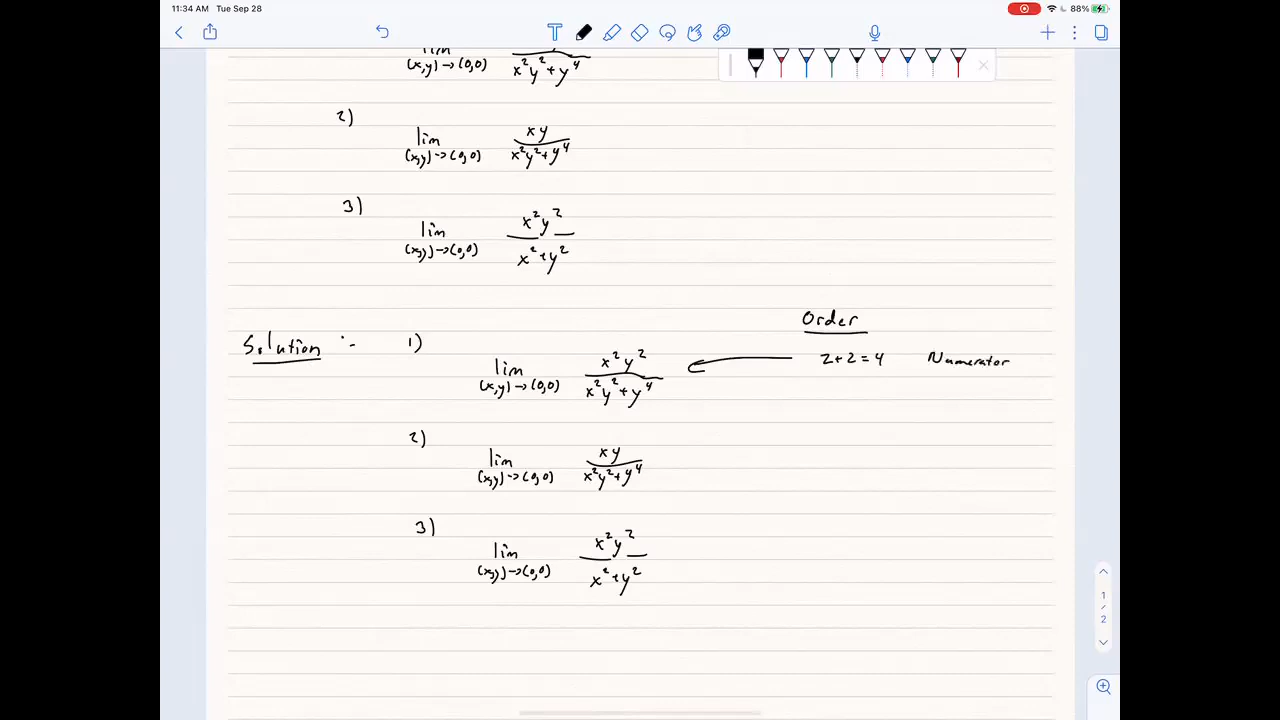 11:34 AM Tue Sep 28 88%
T
lim
(x,y)→(0,0) x²y²+y⁴
2)
lim xy
(x,y)→(0,0) x²y²+y⁴
3)
lim x²y²
(x,y)→(0,0) x²+y²
Order
Solution :- 1) lim x²y² 2+2=4 Numerator
(x,y)→(0,0) x²y²+y⁴
2)
lim xy
(x,y)→(0,0) x²y²+y⁴
3)
lim x²y²
(x,y)→(0,0) x²+y²
1
/
2